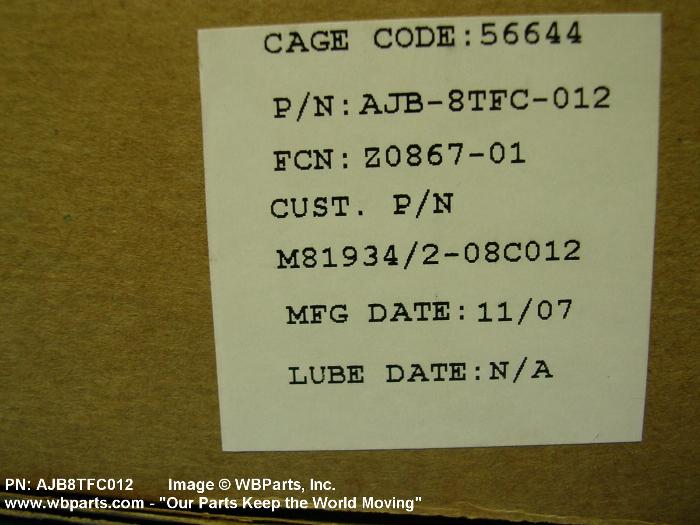 CAGE CODE:56644
P/N:AJB-8TFC-012
FCN: Z0867-01
CUST. P/N
M81934/2-08C012
MFG DATE:11/07
LUBE DATE:N/A
PN: AJB8TFC012 Image © WBParts, Inc.
www.wbparts.com - "Our Parts Keep the World Moving"